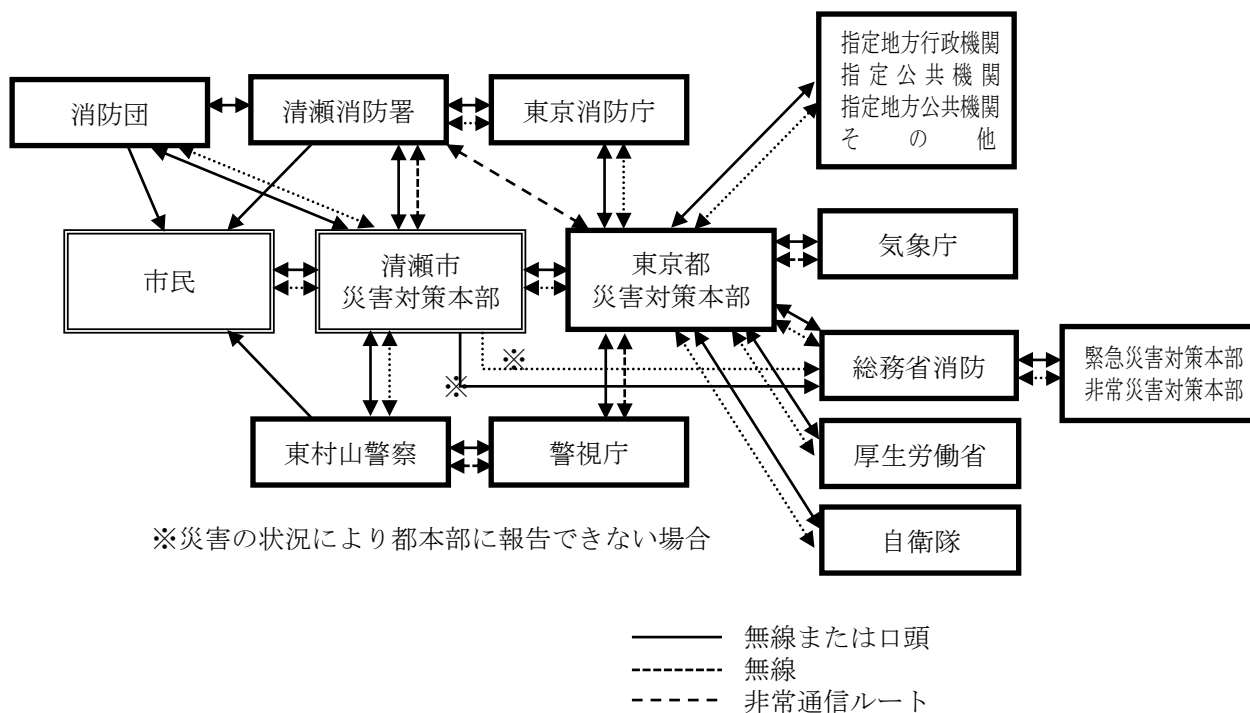 指定地方行政機関
指定公共機関
指定地方公共機関
その他
消防団
清瀬消防署
東京消防庁
市民
清瀬市
災害対策本部
東京都
災害対策本部
気象庁
※
※
総務省消防
緊急災害対策本部
非常災害対策本部
東村山警察
警視庁
厚生労働省
自衛隊
※災害の状況により都本部に報告できない場合
無線または口頭
無線
非常通信ルート